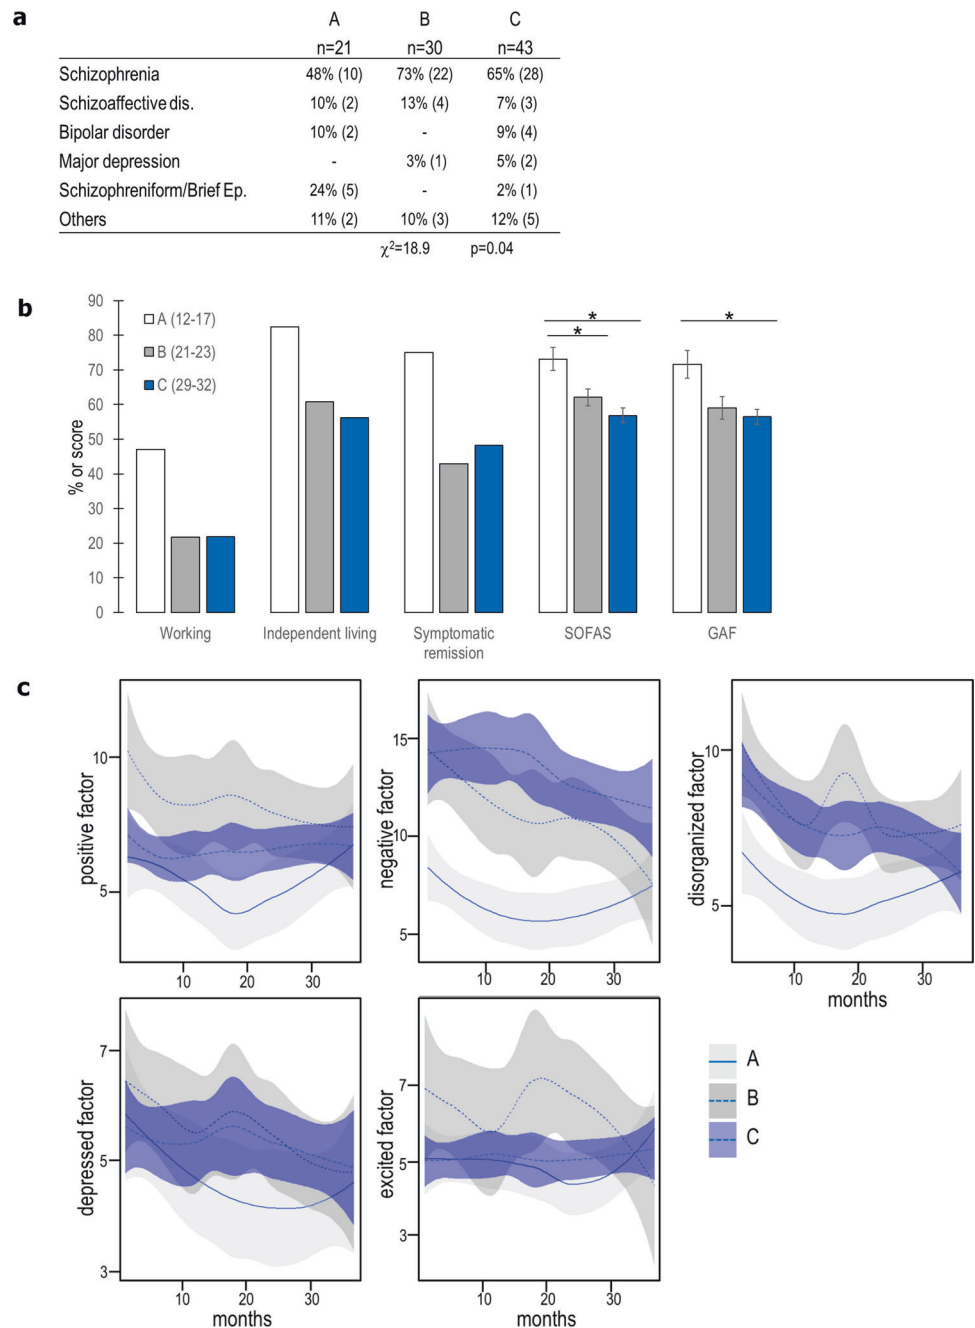 a
A B C
n=21 n=30 n=43
Schizophrenia 48% (10) 73% (22) 65% (28)
Schizoaffective dis. 10% (2) 13% (4) 7% (3)
Bipolar disorder 10% (2) - 9% (4)
Major depression - 3% (1) 5% (2)
Schizophreniform/Brief Ep. 24% (5) - 2% (1)
Others 11% (2) 10% (3) 12% (5)
χ²=18.9 p=0.04
b
% or score
90
80
70
60
50
40
30
20
10
0
A (12-17)
B (21-23)
C (29-32)
* *
*
Working Independent living Symptomatic SOFAS GAF
remission
c
positive factor
10
5
10 20 30
negative factor
15
10
5
10 20 30
disorganized factor
10
5
10 20 30
months
depressed factor
7
5
3
10 20 30
months
excited factor
7
5
3
10 20 30
months
A
B
C